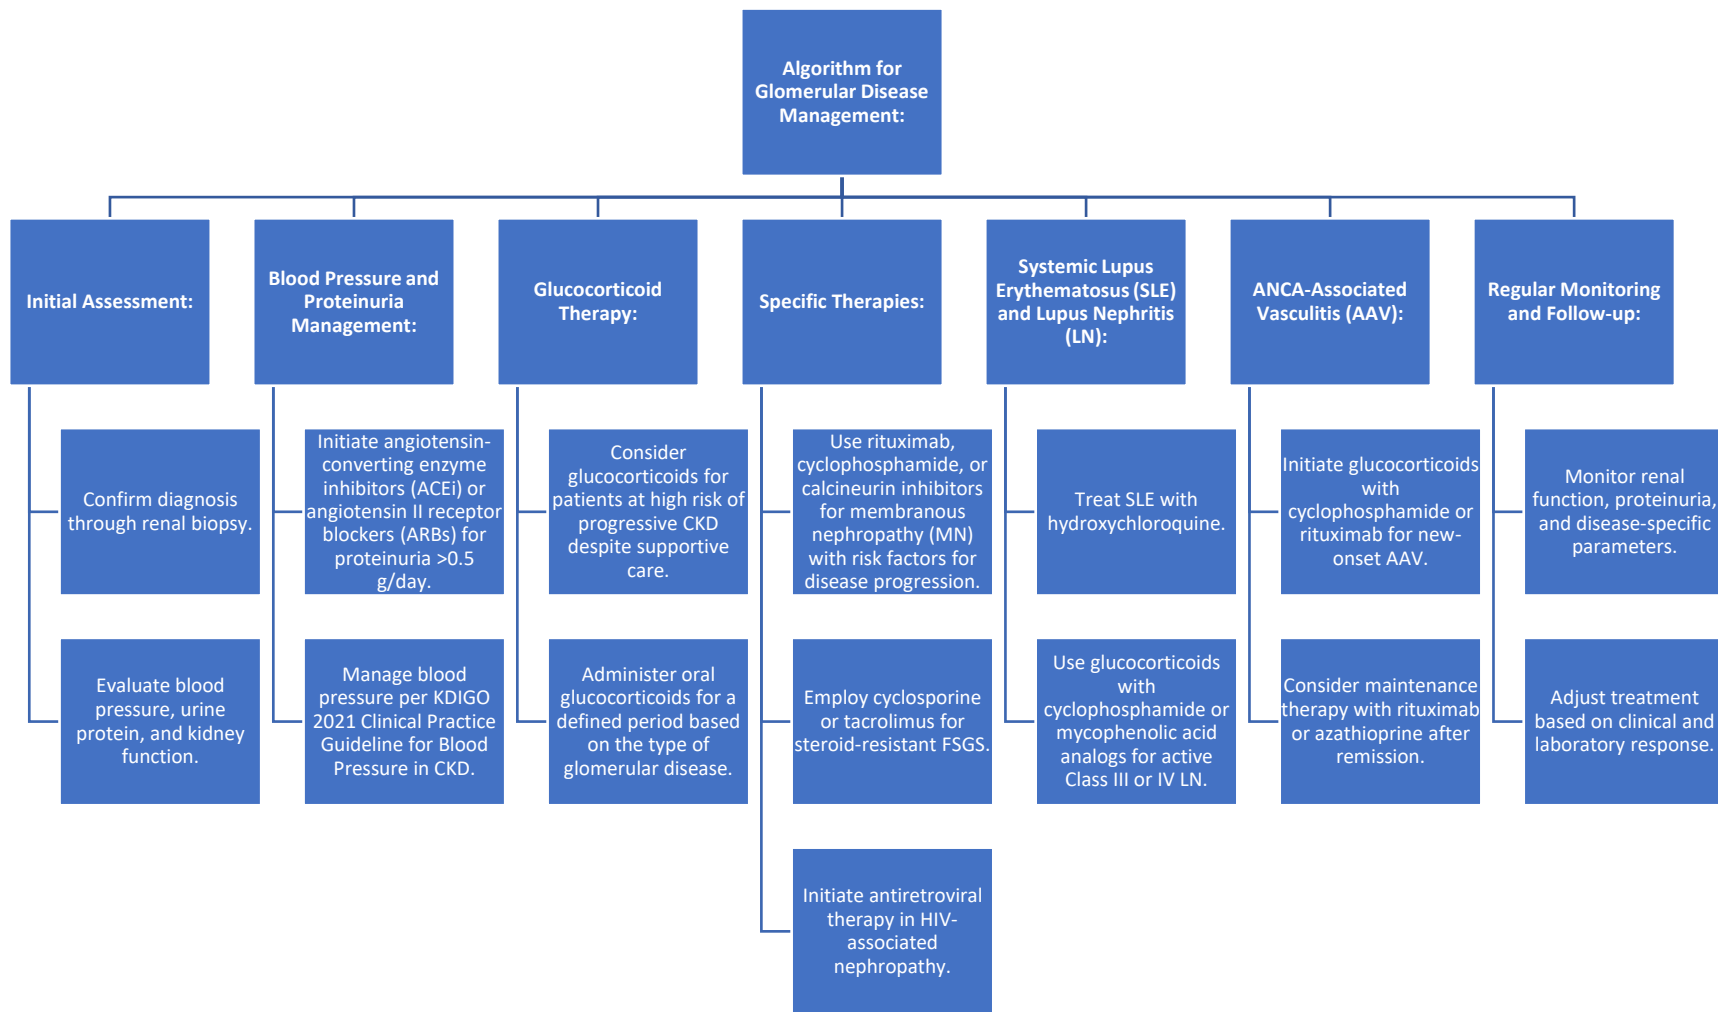 Algorithm for
Glomerular Disease
Management:
Initial Assessment:
Confirm diagnosis
through renal biopsy.
Evaluate blood
pressure, urine
protein, and kidney
function.
Blood Pressure and
Proteinuria
Management:
Initiate angiotensin-
converting enzyme
inhibitors (ACEi) or
angiotensin II receptor
blockers (ARBs) for
proteinuria >0.5
g/day.
Manage blood
pressure per KDIGO
2021 Clinical Practice
Guideline for Blood
Pressure in CKD.
Glucocorticoid
Therapy:
Consider
glucocorticoids for
patients at high risk of
progressive CKD
despite supportive
care.
Administer oral
glucocorticoids for a
defined period based
on the type of
glomerular disease.
Specific Therapies:
Use rituximab,
cyclophosphamide, or
calcineurin inhibitors
for membranous
nephropathy (MN)
with risk factors for
disease progression.
Employ cyclosporine
or tacrolimus for
steroid-resistant FSGS.
Initiate antiretroviral
therapy in HIV-
associated
nephropathy.
Systemic Lupus
Erythematosus (SLE)
and Lupus Nephritis
(LN):
Treat SLE with
hydroxychloroquine.
Use glucocorticoids
with
cyclophosphamide or
mycophenolic acid
analogs for active
Class III or IV LN.
ANCA-Associated
Vasculitis (AAV):
Initiate glucocorticoids
with
cyclophosphamide or
rituximab for new-
onset AAV.
Consider maintenance
therapy with rituximab
or azathioprine after
remission.
Regular Monitoring
and Follow-up:
Monitor renal
function, proteinuria,
and disease-specific
parameters.
Adjust treatment
based on clinical and
laboratory response.